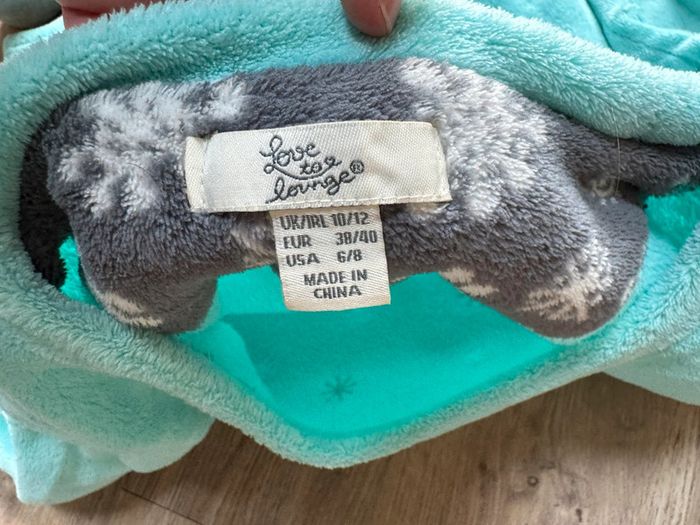 Love
to
lounge®
UK/IRL 10/12
EUR 38/40
USA 6/8
MADE IN
CHINA